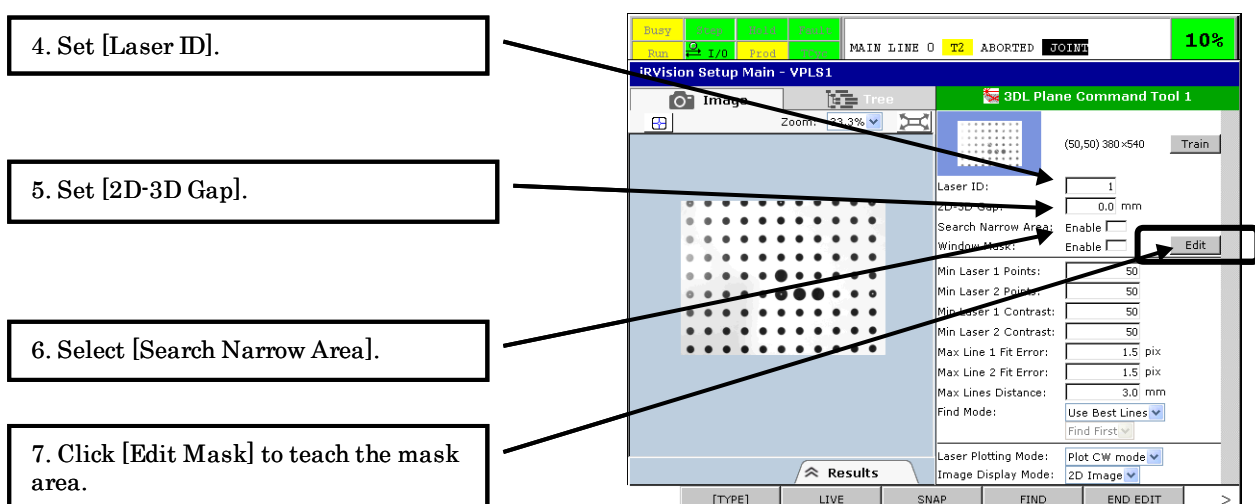 4. Set [Laser ID].
5. Set [2D-3D Gap].
6. Select [Search Narrow Area].
7. Click [Edit Mask] to teach the mask
area.
Busy Step Hold Fault
Run I/O Prod TCyc
MAIN LINE 0 T2 ABORTED JOINT
10%
iRVision Setup Main - VPLS1
Image Tree
Zoom: 33.3%
3DL Plane Command Tool 1
(50,50) 380×540 Train
Laser ID: 1
2D-3D Gap: 0.0 mm
Search Narrow Area: Enable
Window Mask: Enable Edit
Min Laser 1 Points: 50
Min Laser 2 Points: 50
Min Laser 1 Contrast: 50
Min Laser 2 Contrast: 50
Max Line 1 Fit Error: 1.5 pix
Max Line 2 Fit Error: 1.5 pix
Max Lines Distance: 3.0 mm
Find Mode: Use Best Lines
Find First
Laser Plotting Mode: Plot CW mode
Image Display Mode: 2D Image
Results
[TYPE] LIVE SNAP FIND END EDIT >